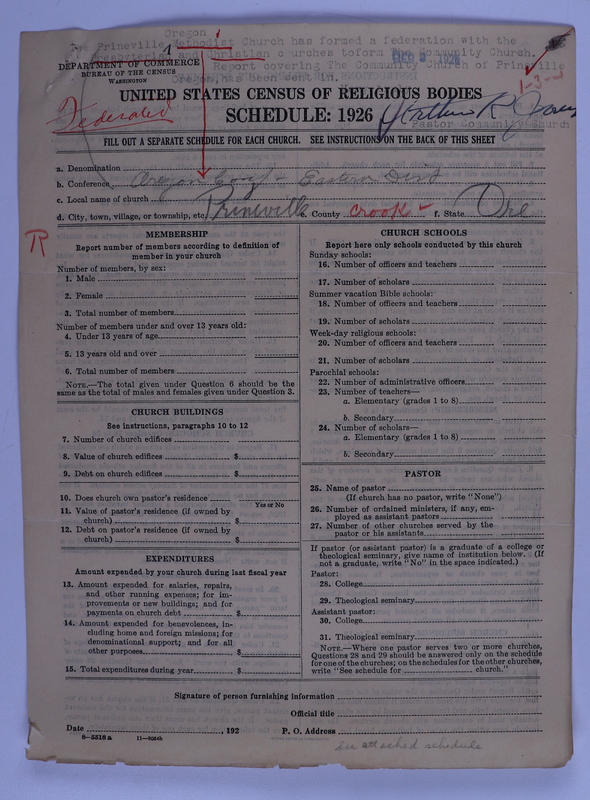 Oregon
The Prineville Methodist Church has formed a federation with the
Presbyterian and Christian churches to form The Community Church.
Report covering The Community Church of Prineville
Oregon, has been sent in.
1
DEPARTMENT OF COMMERCE
BUREAU OF THE CENSUS
WASHINGTON
1-3-
UNITED STATES CENSUS OF RELIGIOUS BODIES
Federated
SCHEDULE: 1926
Arthur R
Pastor Community Church
FILL OUT A SEPARATE SCHEDULE FOR EACH CHURCH. SEE INSTRUCTIONS ON THE BACK OF THIS SHEET
a. Denomination
b. Conference Oregon Conf - Eastern Dist
c. Local name of church
d. City, town, village, or township, etc. Prineville e. County Crook - f. State Ore
R
MEMBERSHIP
Report number of members according to definition of
member in your church
Number of members, by sex:
1. Male
2. Female
3. Total number of members
Number of members under and over 13 years old:
4. Under 13 years of age
5. 13 years old and over
6. Total number of members
NOTE.—The total given under Question 6 should be the
same as the total of males and females given under Question 3.
CHURCH BUILDINGS
See instructions, paragraphs 10 to 12
7. Number of church edifices
8. Value of church edifices $
9. Debt on church edifices $
10. Does church own pastor's residence
Yes or No
11. Value of pastor's residence (if owned by
church) $
12. Debt on pastor's residence (if owned by
church) $
EXPENDITURES
Amount expended by your church during last fiscal year
13. Amount expended for salaries, repairs,
and other running expenses; for im-
provements or new buildings; and for
payments on church debt $
14. Amount expended for benevolences, in-
cluding home and foreign missions; for
denominational support; and for all
other purposes $
15. Total expenditures during year $
CHURCH SCHOOLS
Report here only schools conducted by this church
Sunday schools:
16. Number of officers and teachers
17. Number of scholars
Summer vacation Bible schools:
18. Number of officers and teachers
19. Number of scholars
Week-day religious schools:
20. Number of officers and teachers
21. Number of scholars
Parochial schools:
22. Number of administrative officers
23. Number of teachers—
a. Elementary (grades 1 to 8)
b. Secondary
24. Number of scholars—
a. Elementary (grades 1 to 8)
b. Secondary
PASTOR
25. Name of pastor
(If church has no pastor, write "None")
26. Number of ordained ministers, if any, em-
ployed as assistant pastors
27. Number of other churches served by the
pastor or his assistants
If pastor (or assistant pastor) is a graduate of a college or
theological seminary, give name of institution below. (If
not a graduate, write "No" in the space indicated.)
Pastor:
28. College
29. Theological seminary
Assistant pastor:
30. College
31. Theological seminary
NOTE.—Where one pastor serves two or more churches,
Questions 28 and 29 should be answered only on the schedule
for one of the churches; on the schedules for the other churches,
write "See schedule for church."
Signature of person furnishing information
Official title
Date , 192 P. O. Address
8-5518 a
see attached schedule